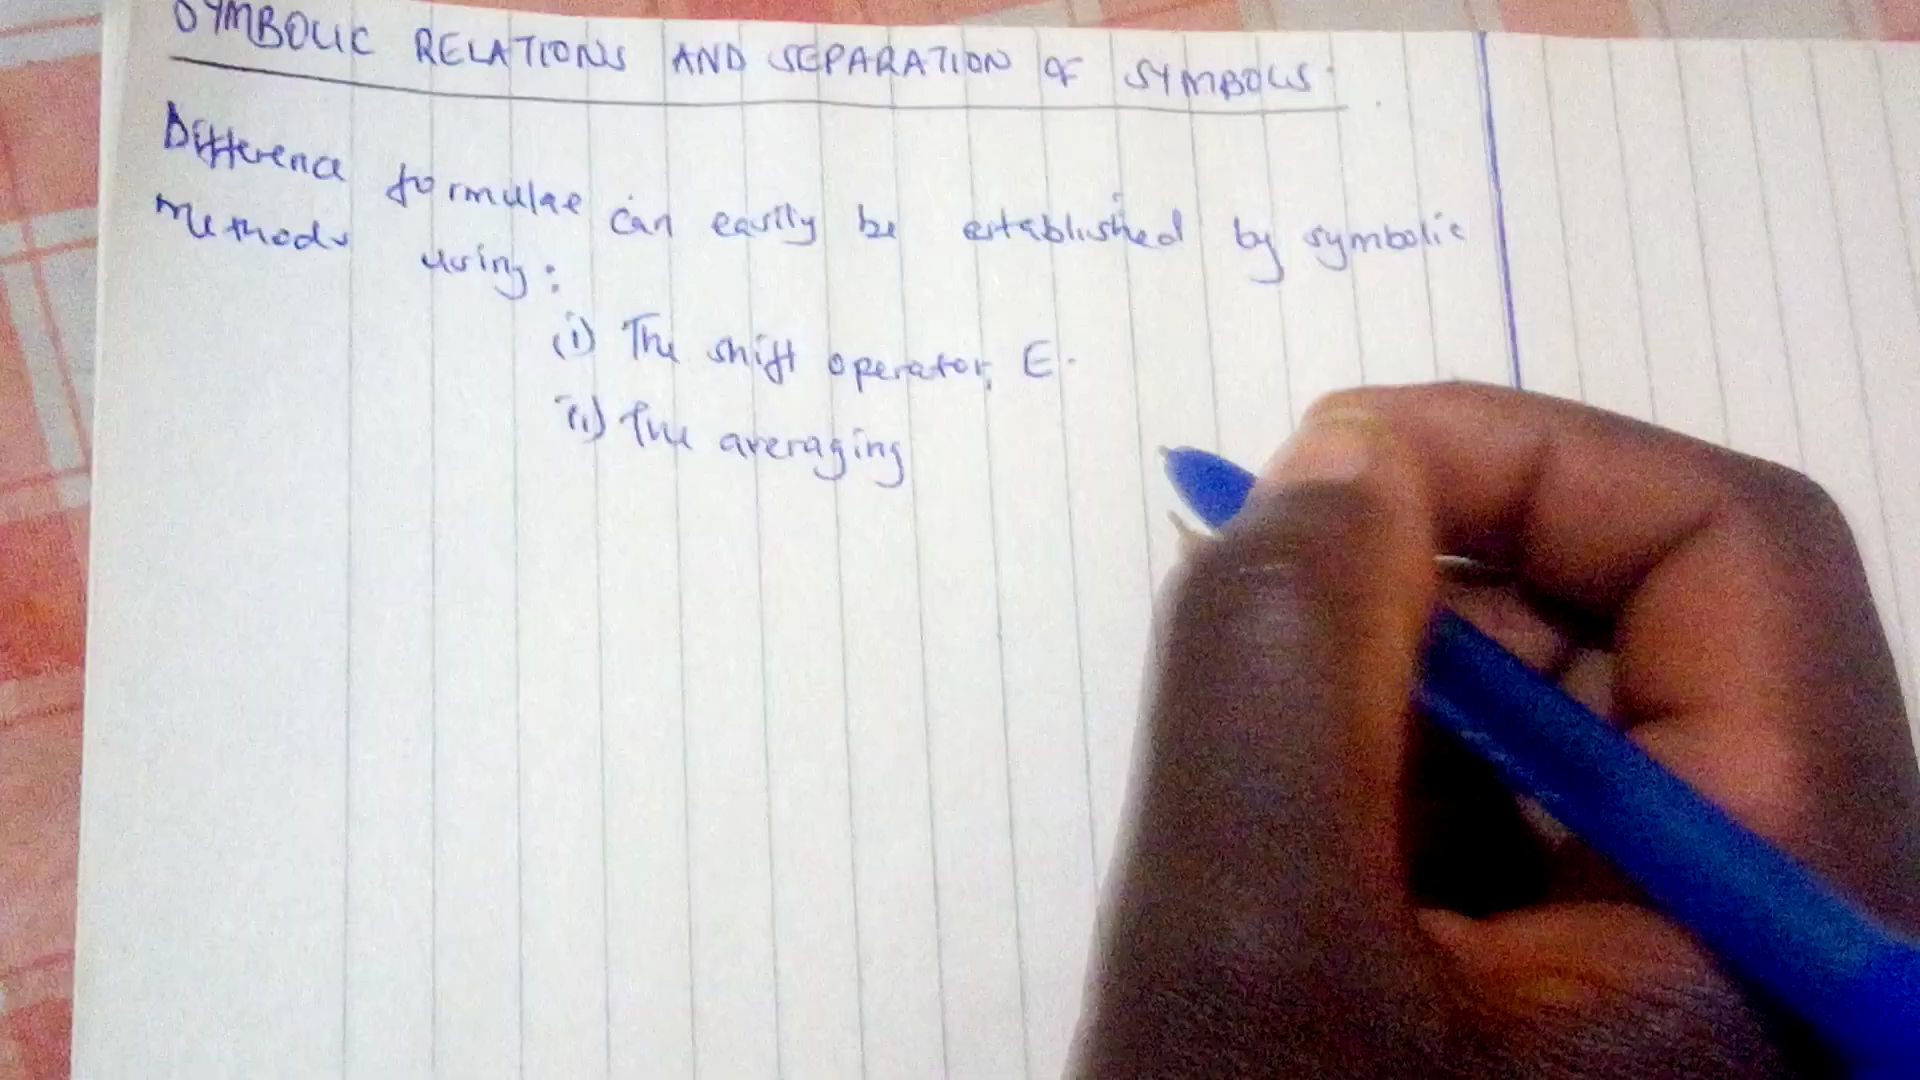 SYMBOLIC RELATIONS AND SEPARATION OF SYMBOLS.
Difference formulae can easily be established by symbolic
methods using:
(i) The shift operator, E.
(ii) The averaging